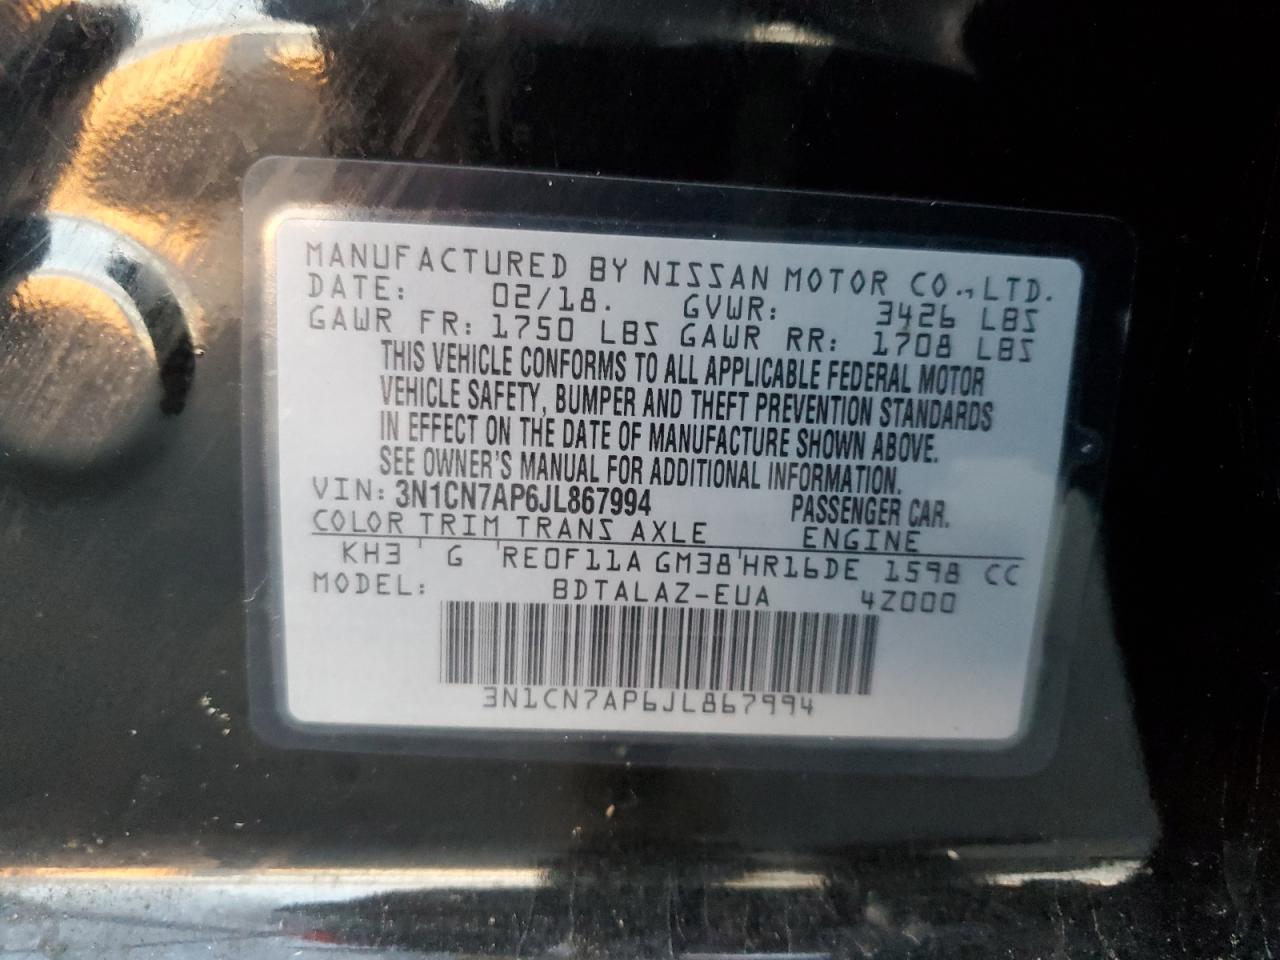 MANUFACTURED BY NISSAN MOTOR CO., LTD.
DATE: 02/18. GVWR: 3426 LBS
GAWR FR: 1750 LBS GAWR RR: 1708 LBS
THIS VEHICLE CONFORMS TO ALL APPLICABLE FEDERAL MOTOR
VEHICLE SAFETY, BUMPER AND THEFT PREVENTION STANDARDS
IN EFFECT ON THE DATE OF MANUFACTURE SHOWN ABOVE.
SEE OWNER'S MANUAL FOR ADDITIONAL INFORMATION.
VIN: 3N1CN7AP6JL867994 PASSENGER CAR.
COLOR TRIM TRANS AXLE ENGINE
KH3 ' G ' RE0F11A GM38 ' HR16DE 1598 CC
MODEL: BDTALAZ-EUA 4Z000
3N1CN7AP6JL867994